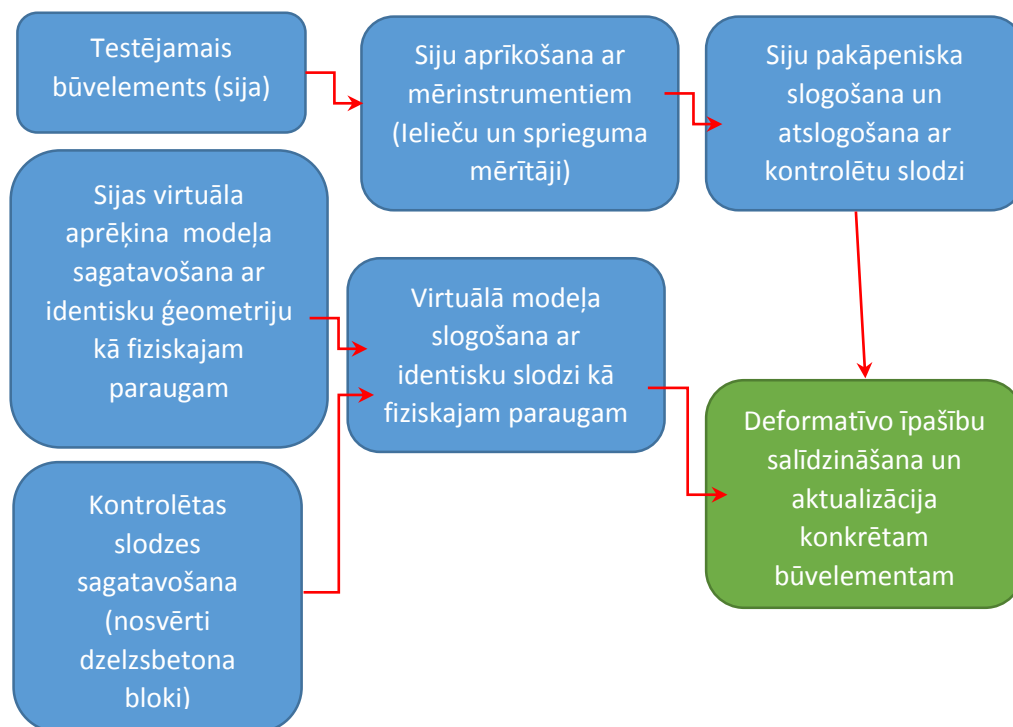 Testējamais
būvelements (sija)
Siju aprīkošana ar
mērinstrumentiem
(Ielieču un sprieguma
mērītāji)
Siju pakāpeniska
slogošana un
atslogošana ar
kontrolētu slodzi
Sijas virtuāla
aprēķina modeļa
sagatavošana ar
identisku ģeometriju
kā fiziskajam
paraugam
Virtuālā modeļa
slogošana ar
identisku slodzi kā
fiziskajam paraugam
Deformatīvo īpašību
salīdzināšana un
aktualizācija
konkrētam
būvelementam
Kontrolētas
slodzes
sagatavošana
(nosvērti
dzelzsbetona
bloki)